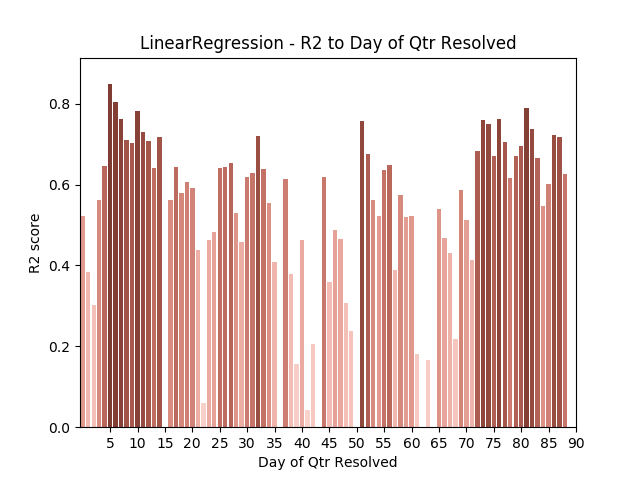 LinearRegression - R2 to Day of Qtr Resolved
0.8
0.6
0.4
0.2
0.0
R2 score
5 10 15 20 25 30 35 40 45 50 55 60 65 70 75 80 85 90
Day of Qtr Resolved